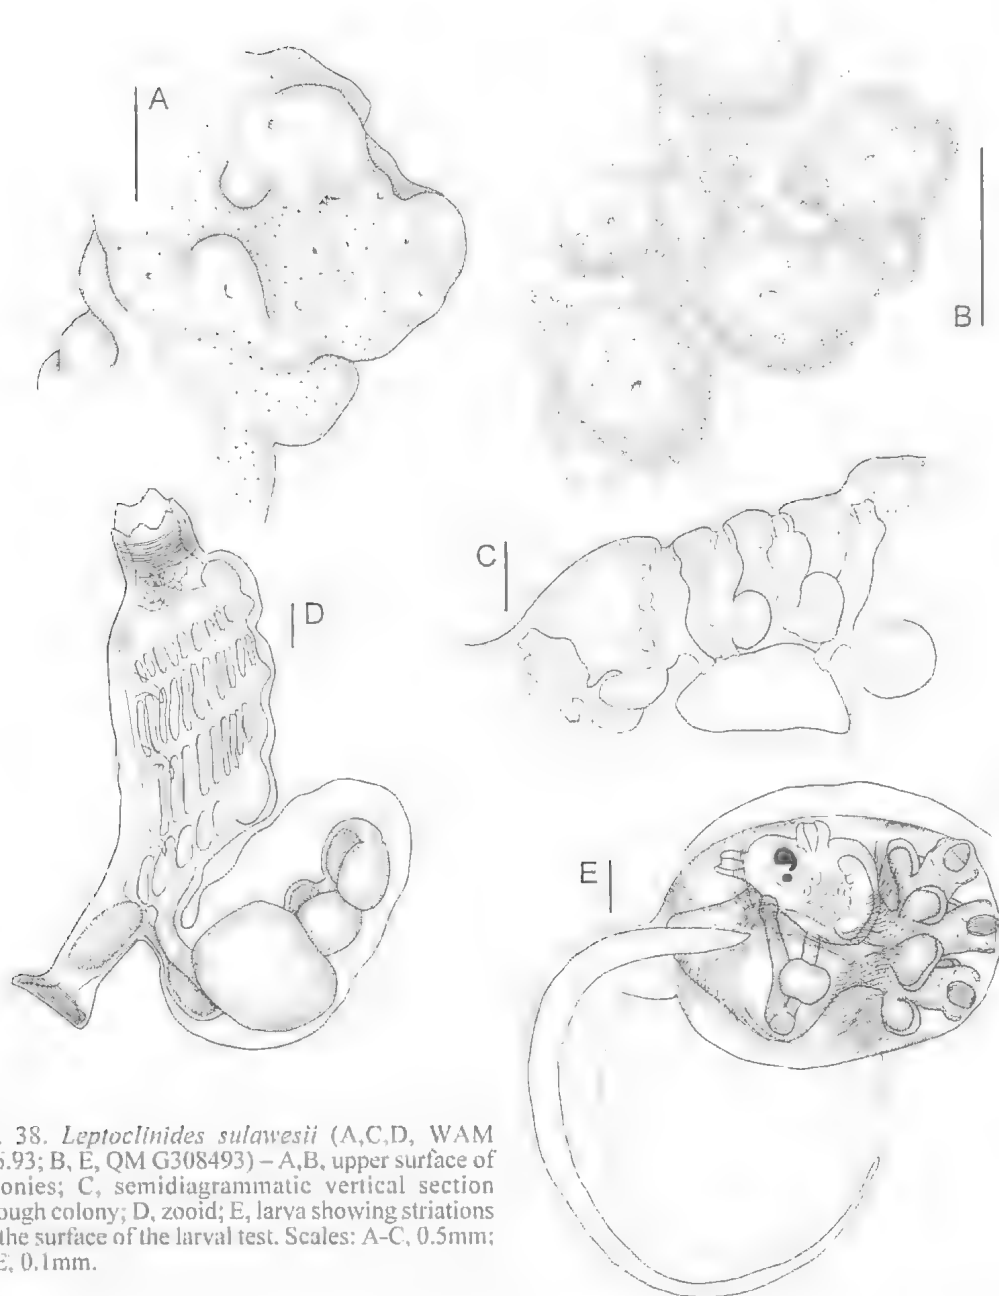 A
B
C
D
E
. 38. Leptoclinides sulawesii (A,C,D, WAM
.93; B, E, QM G308493) – A,B, upper surface of
onies; C, semidiagrammatic vertical section
ough colony; D, zooid; E, larva showing striations
the surface of the larval test. Scales: A-C, 0.5mm;
E, 0.1mm.